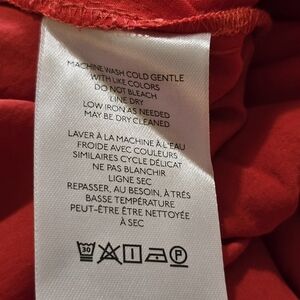 MACHINE WASH COLD GENTLE
WITH LIKE COLORS
DO NOT BLEACH
LINE DRY
LOW IRON AS NEEDED
MAY BE DRY CLEANED
LAVER À LA MACHINE À L'EAU
FROIDE AVEC COULEURS
SIMILAIRES CYCLE DÉLICAT
NE PAS BLANCHIR
LIGNE SEC
REPASSER, AU BESOIN, À TRÈS
BASSE TEMPÉRATURE
PEUT-ÊTRE ÊTRE NETTOYÉE
À SEC
30 P